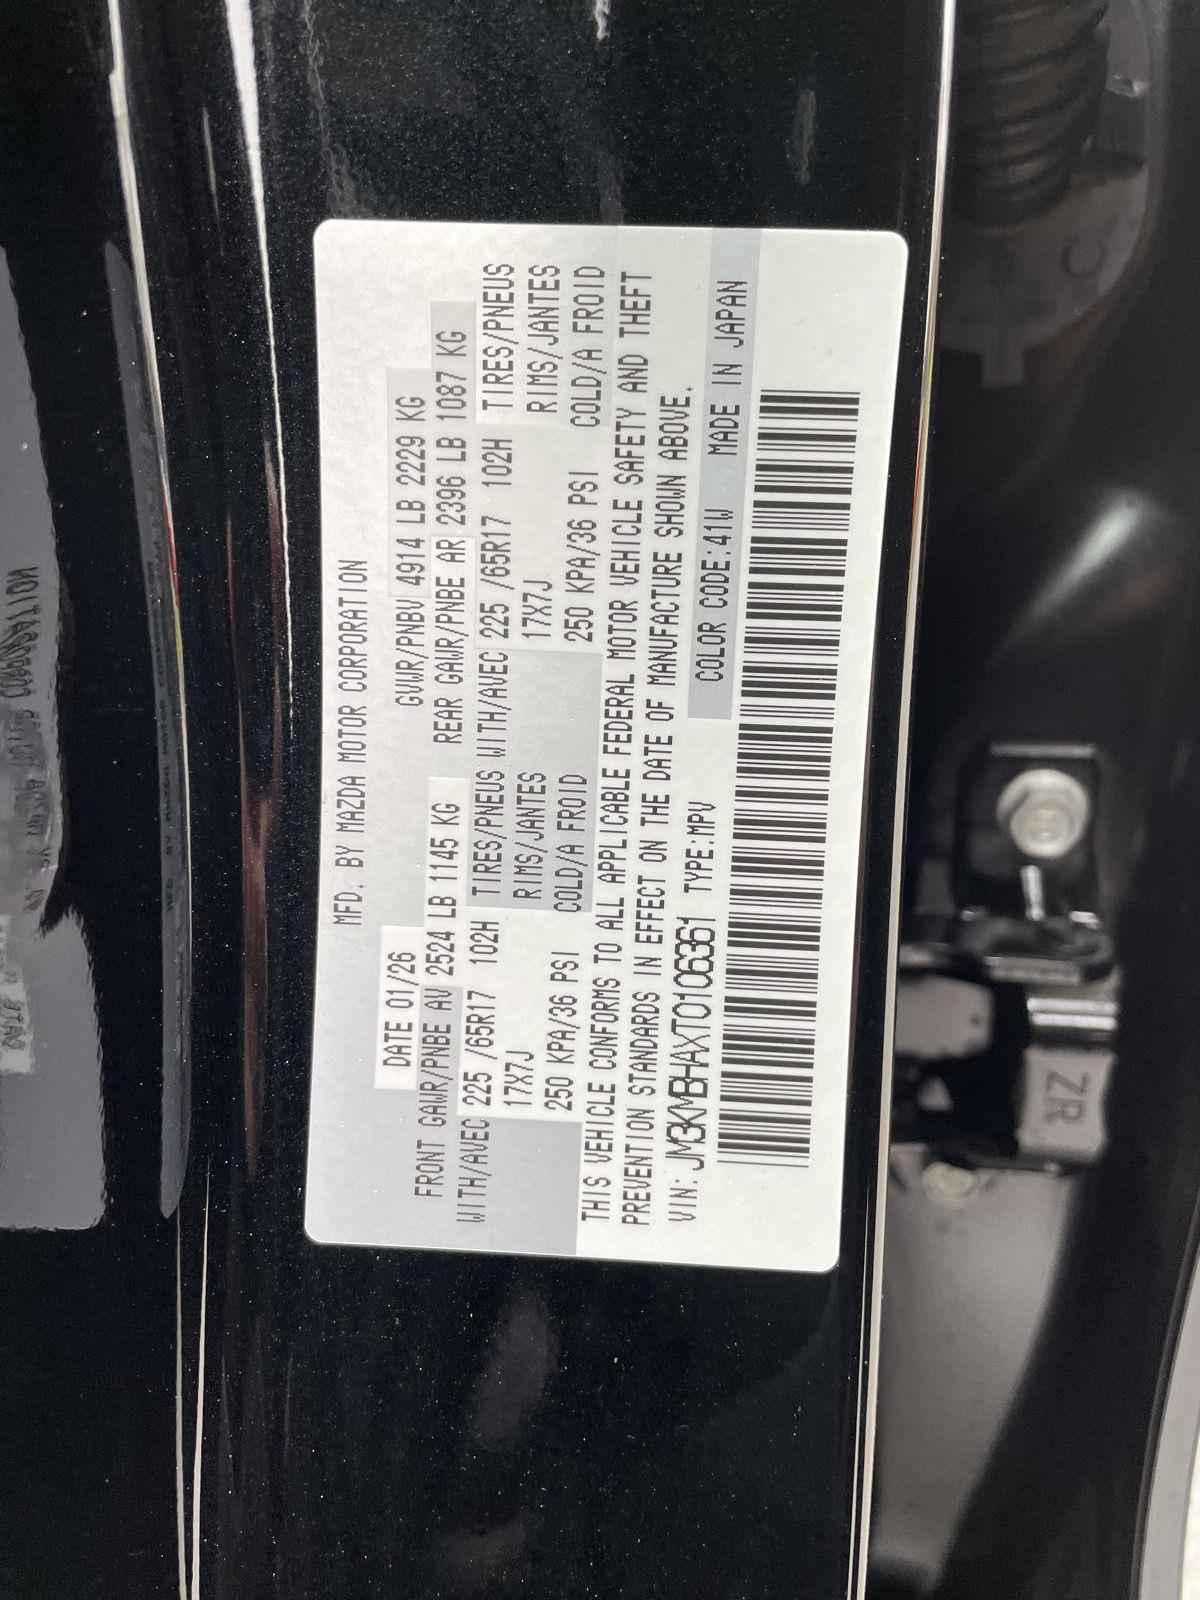 MFD. BY MAZDA MOTOR CORPORATION
DATE 01/26 GVWR/PNBV 4914 LB 2229 KG
FRONT GAWR/PNBE AV 2524 LB 1145 KG REAR GAWR/PNBE AR 2396 LB 1087 KG
WITH/AVEC 225 /65R17 102H TIRES/PNEUS WITH/AVEC 225 /65R17 102H TIRES/PNEUS
17X7J RIMS/JANTES 17X7J RIMS/JANTES
250 KPA/36 PSI COLD/A FROID 250 KPA/36 PSI COLD/A FROID
THIS VEHICLE CONFORMS TO ALL APPLICABLE FEDERAL MOTOR VEHICLE SAFETY AND THEFT
PREVENTION STANDARDS IN EFFECT ON THE DATE OF MANUFACTURE SHOWN ABOVE.
VIN: JM3KMBHAXT0106361 TYPE:MPV COLOR CODE:41W MADE IN JAPAN
ZR